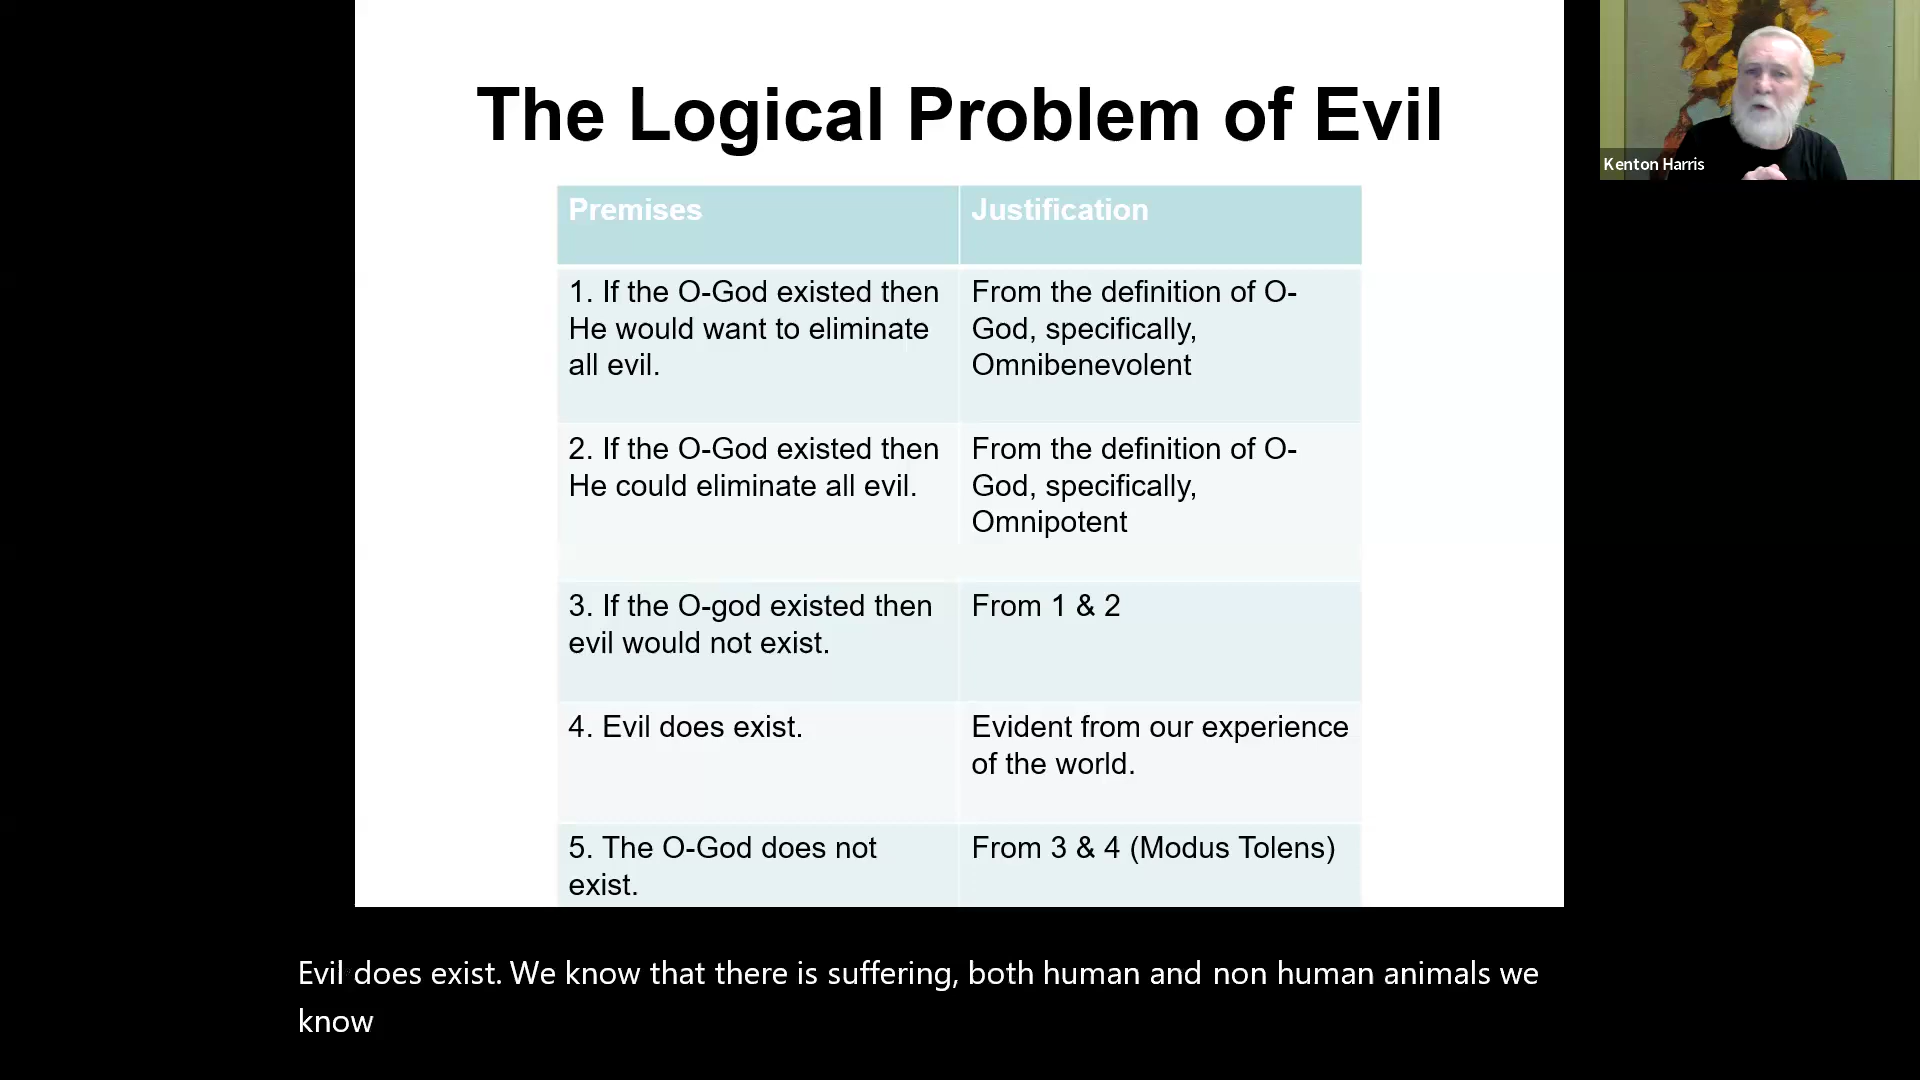 The Logical Problem of Evil
Kenton Harris
Premises
Justification
1. If the O-God existed then
He would want to eliminate
all evil.
From the definition of O-
God, specifically,
Omnibenevolent
2. If the O-God existed then
He could eliminate all evil.
From the definition of O-
God, specifically,
Omnipotent
3. If the O-god existed then
evil would not exist.
From 1 & 2
4. Evil does exist.
Evident from our experience
of the world.
5. The O-God does not
exist.
From 3 & 4 (Modus Tolens)
Evil does exist. We know that there is suffering, both human and non human animals we
know